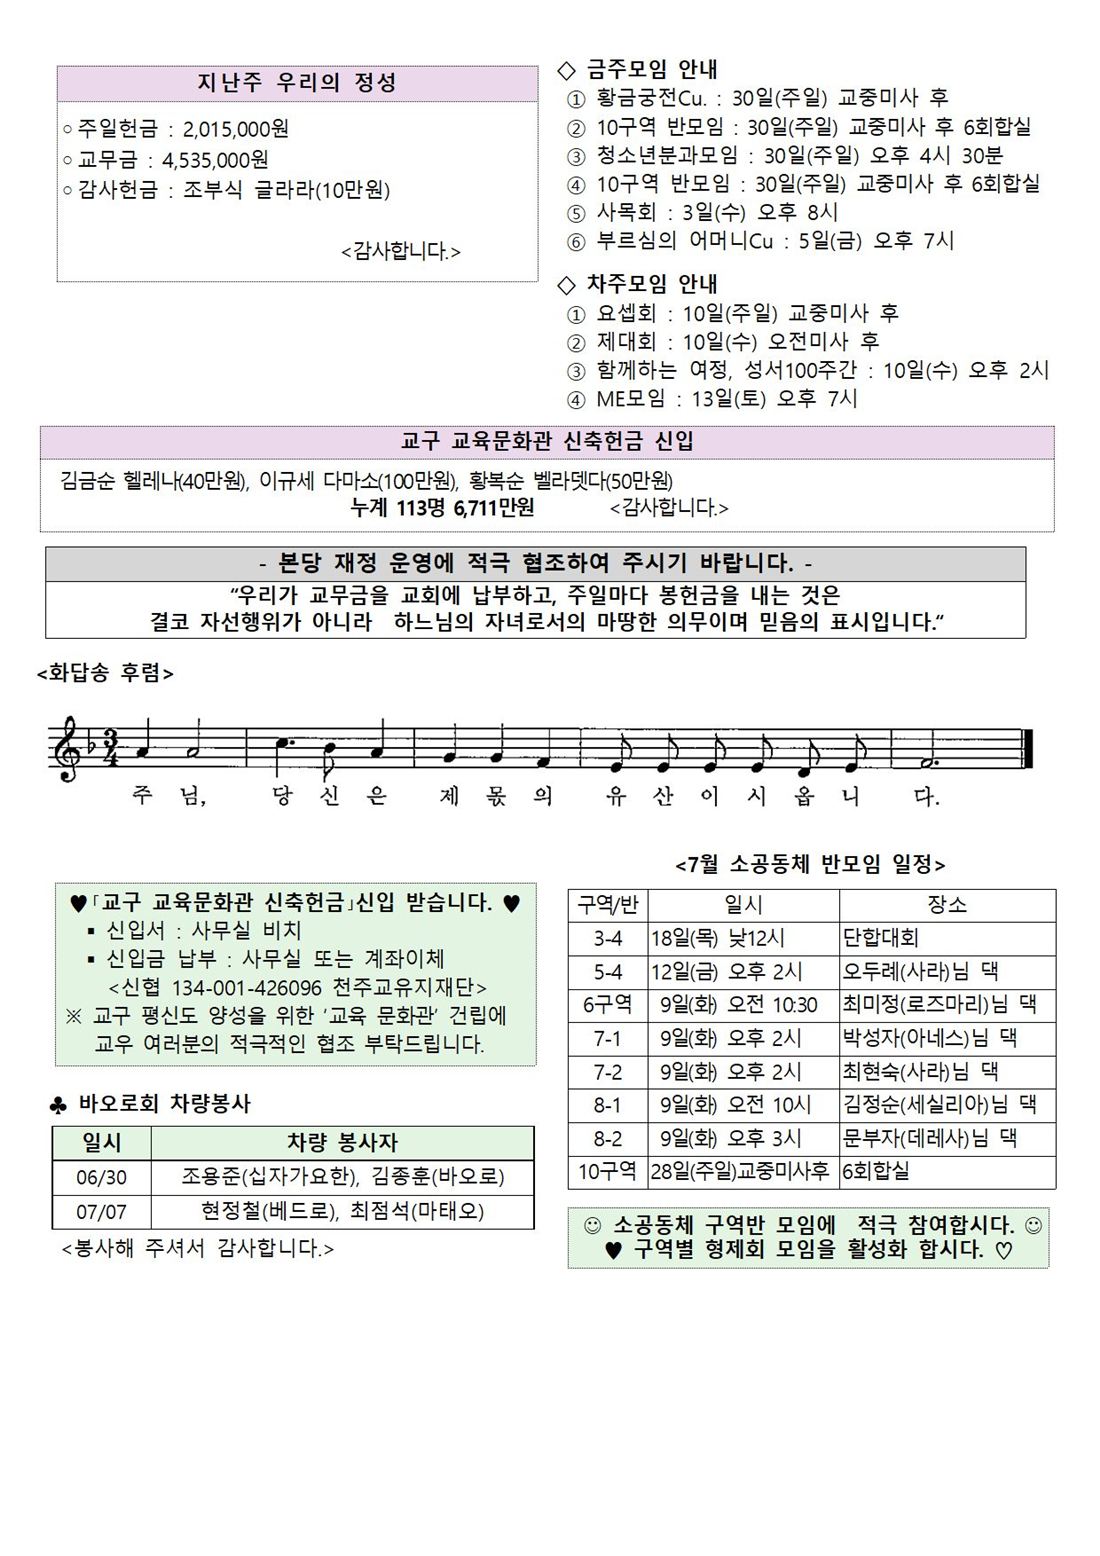 지난주 우리의 정성
○ 주일헌금 : 2,015,000원
○ 교무금 : 4,535,000원
○ 감사헌금 : 조부식 글라라(10만원)
<감사합니다.>
◇ 금주모임 안내
① 황금궁전Cu. : 30일(주일) 교중미사 후
② 10구역 반모임 : 30일(주일) 교중미사 후 6회합실
③ 청소년분과모임 : 30일(주일) 오후 4시 30분
④ 10구역 반모임 : 30일(주일) 교중미사 후 6회합실
⑤ 사목회 : 3일(수) 오후 8시
⑥ 부르심의 어머니Cu : 5일(금) 오후 7시
◇ 차주모임 안내
① 요셉회 : 10일(주일) 교중미사 후
② 제대회 : 10일(수) 오전미사 후
③ 함께하는 여정, 성서100주간 : 10일(수) 오후 2시
④ ME모임 : 13일(토) 오후 7시
교구 교육문화관 신축헌금 신입
김금순 헬레나(40만원), 이규세 다마소(100만원), 황복순 벨라뎃다(50만원)
누계 113명 6,711만원 <감사합니다.>
- 본당 재정 운영에 적극 협조하여 주시기 바랍니다. -
“우리가 교무금을 교회에 납부하고, 주일마다 봉헌금을 내는 것은
결코 자선행위가 아니라 하느님의 자녀로서의 마땅한 의무이며 믿음의 표시입니다.“
<화답송 후렴>
3
4
주 님, 당 신 은 제 몫 의 유 산 이 시 옵 니 다.
♥「교구 교육문화관 신축헌금」신입 받습니다. ♥
▪ 신입서 : 사무실 비치
▪ 신입금 납부 : 사무실 또는 계좌이체
<신협 134-001-426096 천주교유지재단>
※ 교구 평신도 양성을 위한 ‘교육 문화관’ 건립에
교우 여러분의 적극적인 협조 부탁드립니다.
♣ 바오로회 차량봉사
일시 차량 봉사자
06/30 조용준(십자가요한), 김종훈(바오로)
07/07 현정철(베드로), 최점석(마태오)
<봉사해 주셔서 감사합니다.>
<7월 소공동체 반모임 일정>
구역/반 일시 장소
3-4 18일(목) 낮12시 단합대회
5-4 12일(금) 오후 2시 오두례(사라)님 댁
6구역 9일(화) 오전 10:30 최미정(로즈마리)님 댁
7-1 9일(화) 오후 2시 박성자(아네스)님 댁
7-2 9일(화) 오후 2시 최현숙(사라)님 댁
8-1 9일(화) 오전 10시 김정순(세실리아)님 댁
8-2 9일(화) 오후 3시 문부자(데레사)님 댁
10구역 28일(주일)교중미사후 6회합실
☺ 소공동체 구역반 모임에 적극 참여합시다. ☺
♥ 구역별 형제회 모임을 활성화 합시다. ♡